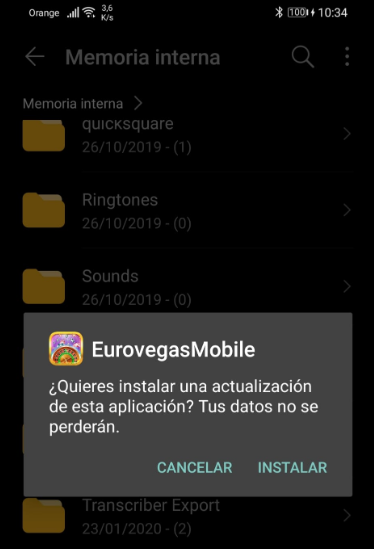 Orange 3,6 K/s 100 10:34
Memoria interna
Memoria interna
quicksquare
26/10/2019 - (1)
Ringtones
26/10/2019 - (0)
Sounds
26/10/2019 - (0)
EurovegasMobile
¿Quieres instalar una actualización
de esta aplicación? Tus datos no se
perderán.
CANCELAR INSTALAR
Transcriber Export
23/01/2020 - (2)